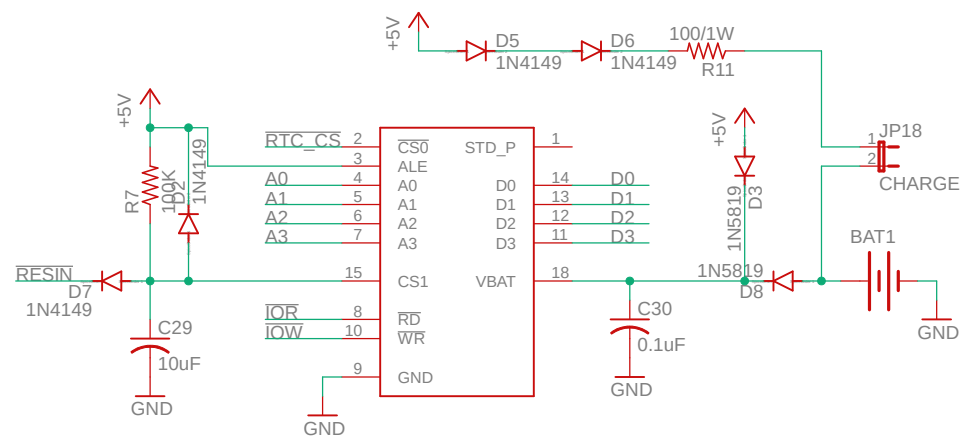 +5V
D5
1N4149
D6
1N4149
100/1W
R11
+5V
R7
100K
D2
1N4149
RTC_CS
2
CS0
3
ALE
A0
4
A0
A1
5
A1
A2
6
A2
A3
7
A3
STD_P
1
D0
14
D0
D1
13
D1
D2
12
D2
D3
11
D3
+5V
1N5819
D3
JP18
1
2
CHARGE
RESIN
D7
1N4149
15
CS1
VBAT
18
1N5819
D8
BAT1
GND
IOR
8
RD
IOW
10
WR
9
GND
C29
10uF
GND
GND
C30
0.1uF
GND